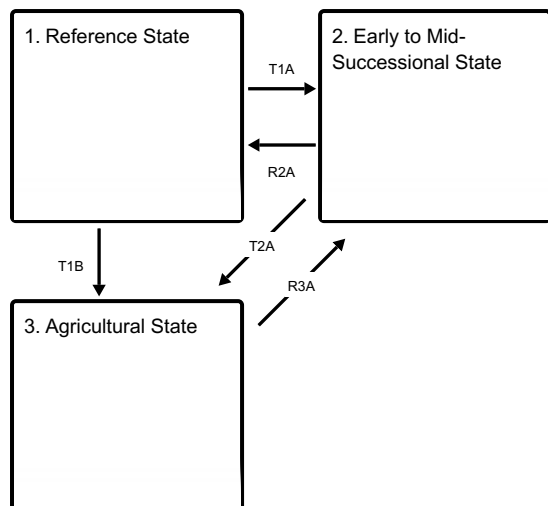 1. Reference State
2. Early to Mid-
Successional State
T1A
R2A
T1B
T2A
R3A
3. Agricultural State